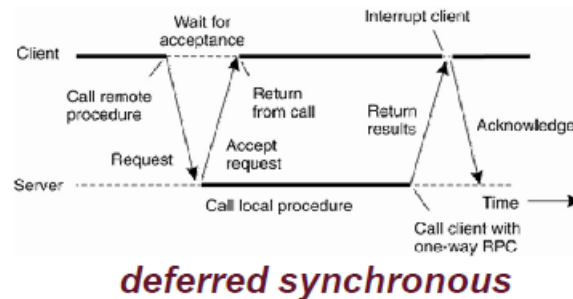 Wait for
acceptance
Interrupt client
Client
Call remote
procedure
Return
from call
Return
results
Acknowledge
Request
Accept
request
Server
Call local procedure
Time
Call client with
one-way RPC
deferred synchronous